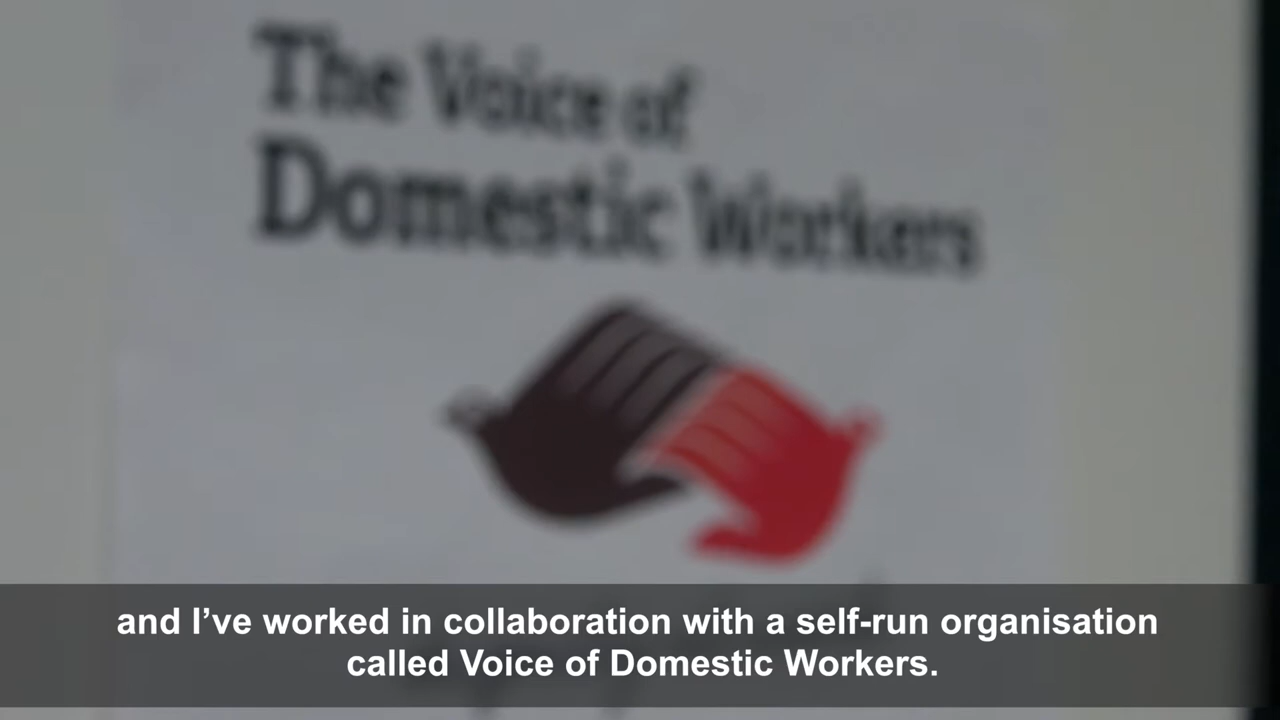 The Voice of
Domestic Workers
and I’ve worked in collaboration with a self-run organisation
called Voice of Domestic Workers.